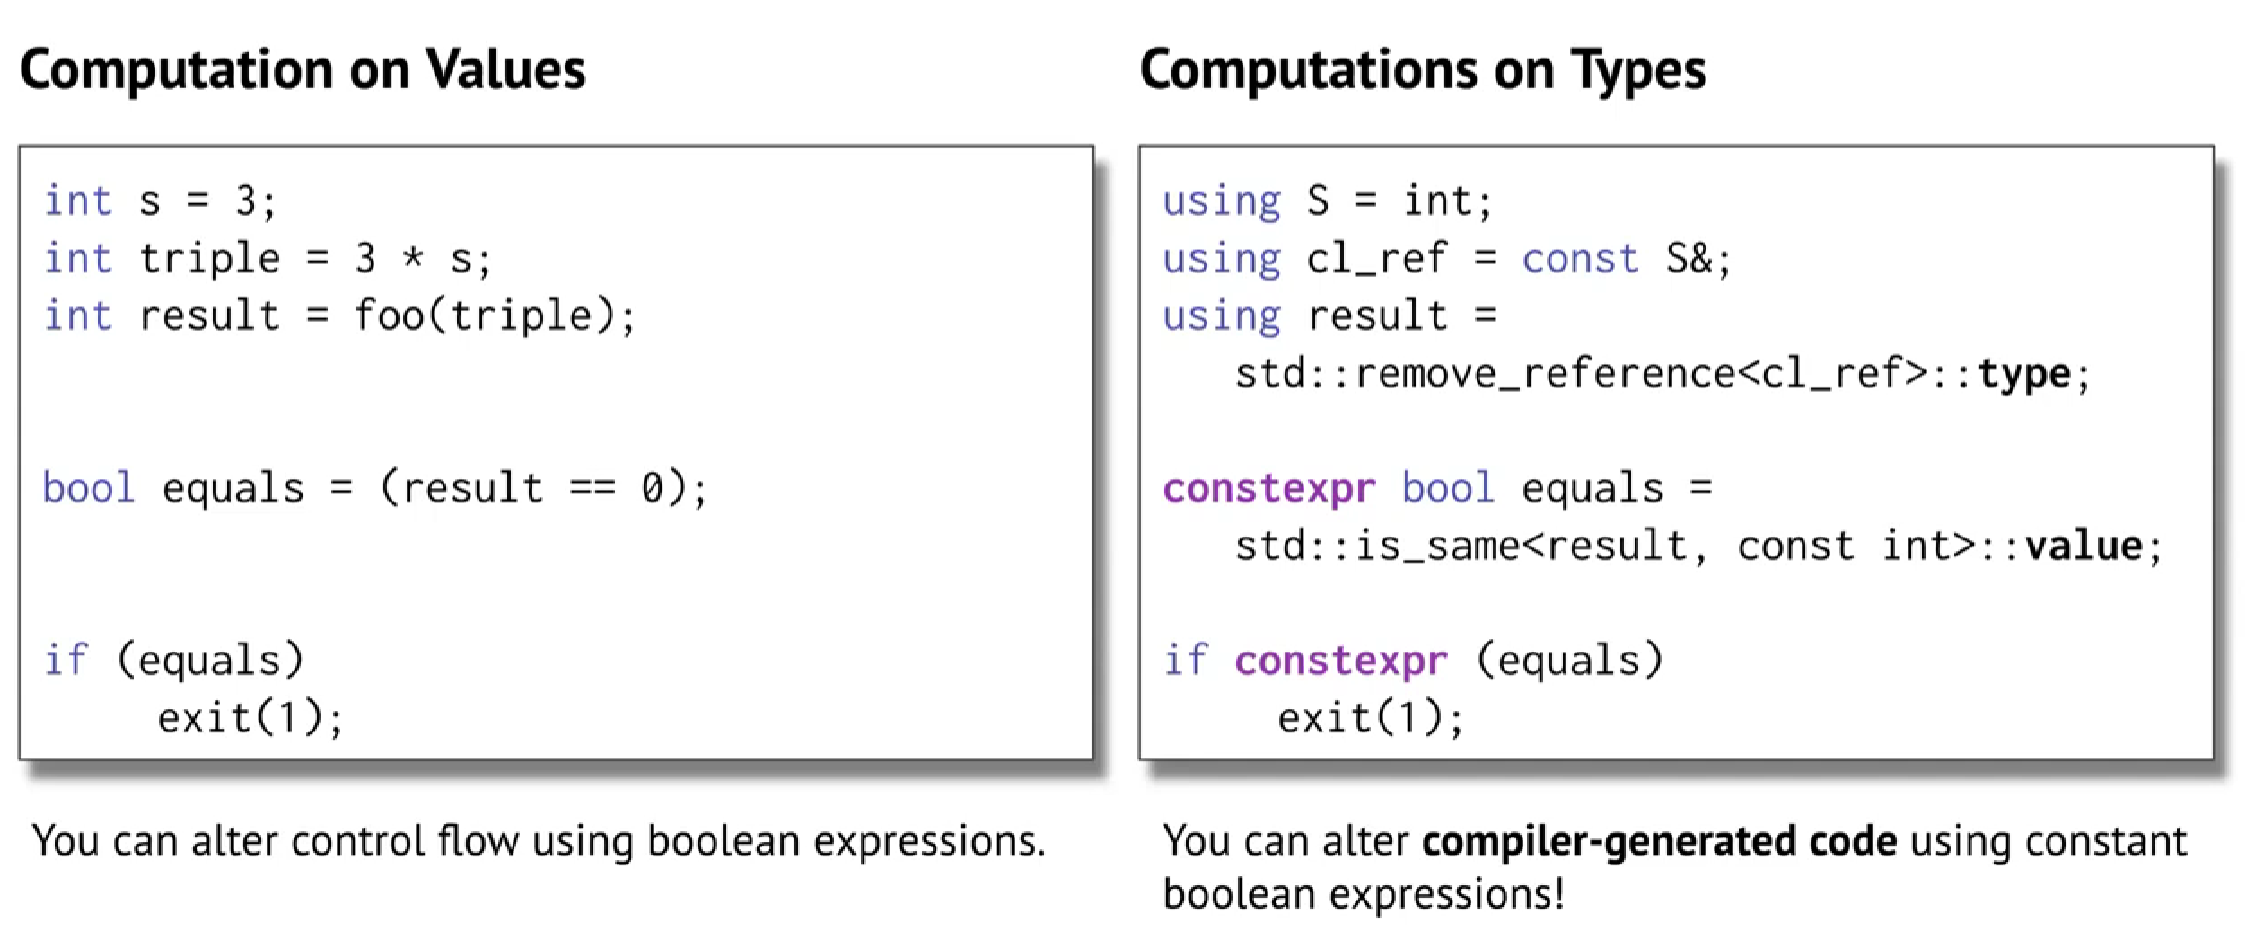 Computation on Values
int s = 3;
int triple = 3 * s;
int result = foo(triple);
bool equals = (result == 0);
if (equals)
exit(1);
You can alter control flow using boolean expressions.
Computations on Types
using S = int;
using cl_ref = const S&;
using result =
std::remove_reference<cl_ref>::type;
constexpr bool equals =
std::is_same<result, const int>::value;
if constexpr (equals)
exit(1);
You can alter compiler-generated code using constant
boolean expressions!